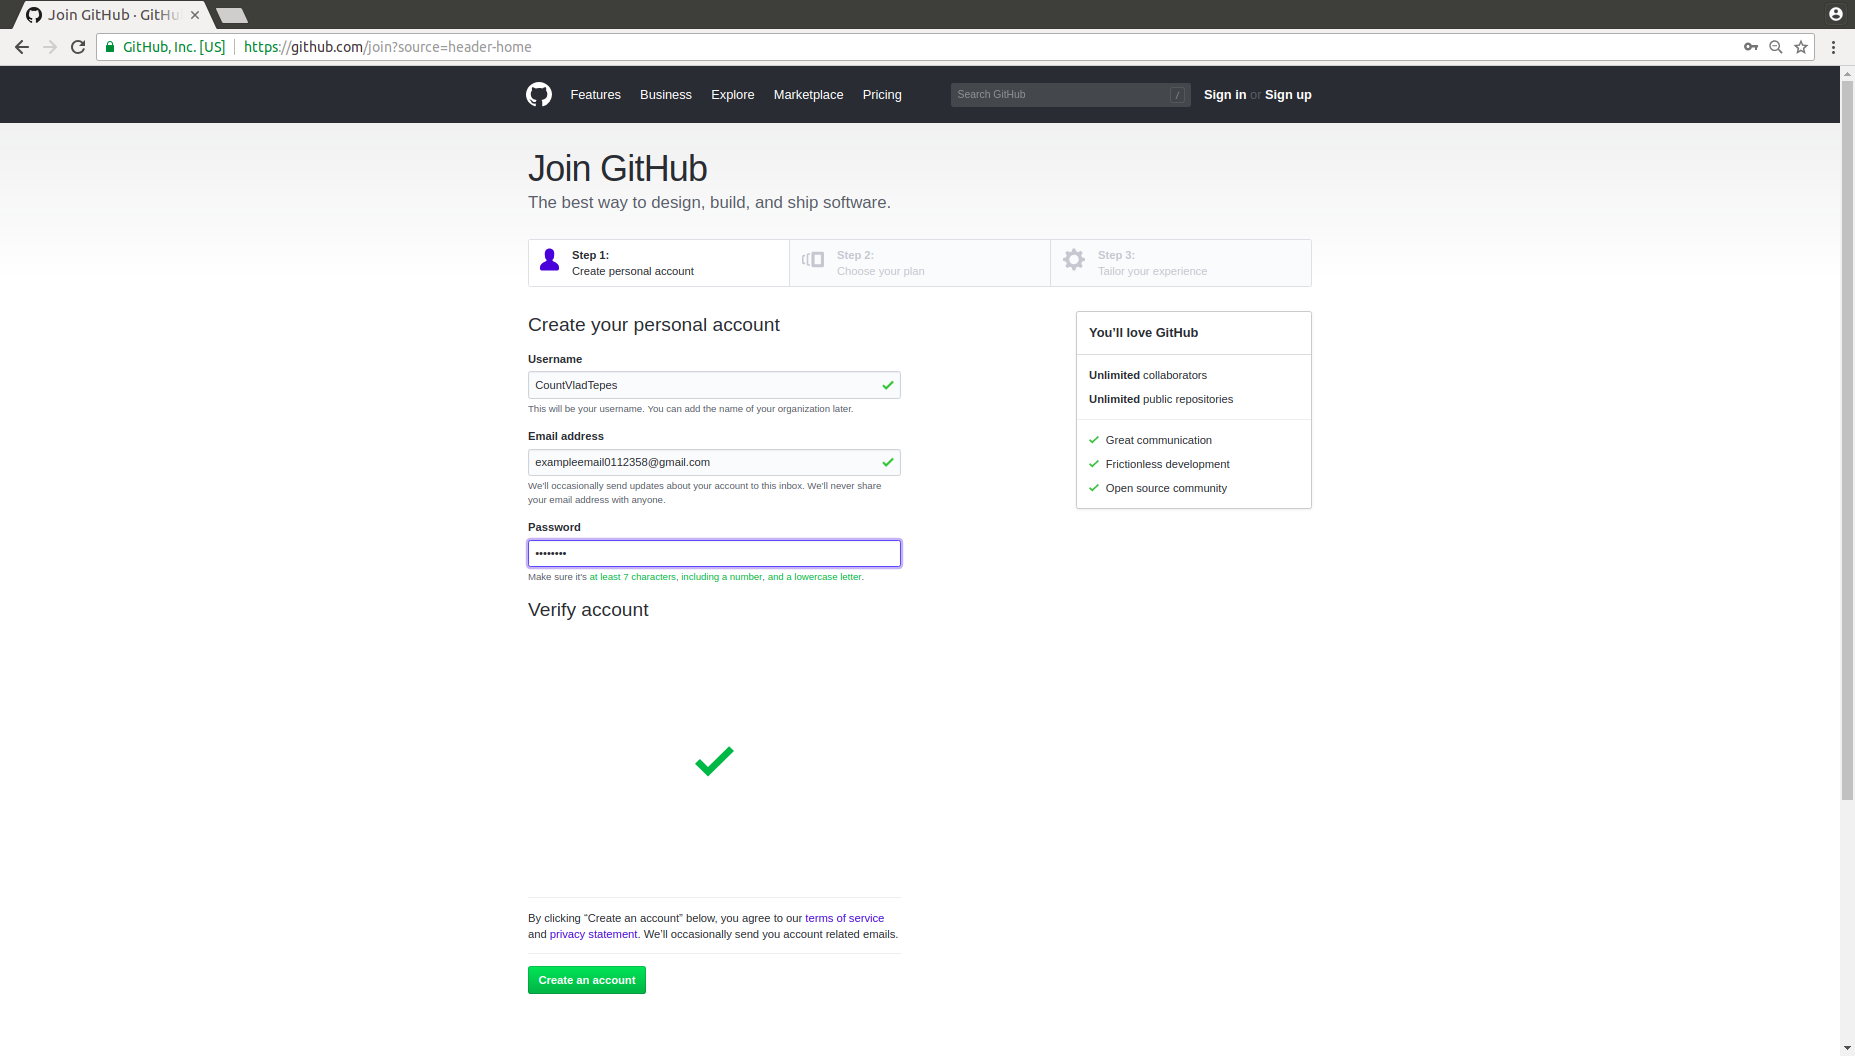 Join GitHub · GitHu
GitHub, Inc. [US] https://github.com/join?source=header-home
Features Business Explore Marketplace Pricing Search GitHub / Sign in or Sign up
Join GitHub
The best way to design, build, and ship software.
Step 1:
Create personal account
Step 2:
Choose your plan
Step 3:
Tailor your experience
Create your personal account
Username
CountVladTepes
This will be your username. You can add the name of your organization later.
Email address
exampleemail0112358@gmail.com
We'll occasionally send updates about your account to this inbox. We'll never share
your email address with anyone.
Password
••••••••
Make sure it's at least 7 characters, including a number, and a lowercase letter.
Verify account
By clicking “Create an account” below, you agree to our terms of service
and privacy statement. We’ll occasionally send you account related emails.
Create an account
You’ll love GitHub
Unlimited collaborators
Unlimited public repositories
Great communication
Frictionless development
Open source community